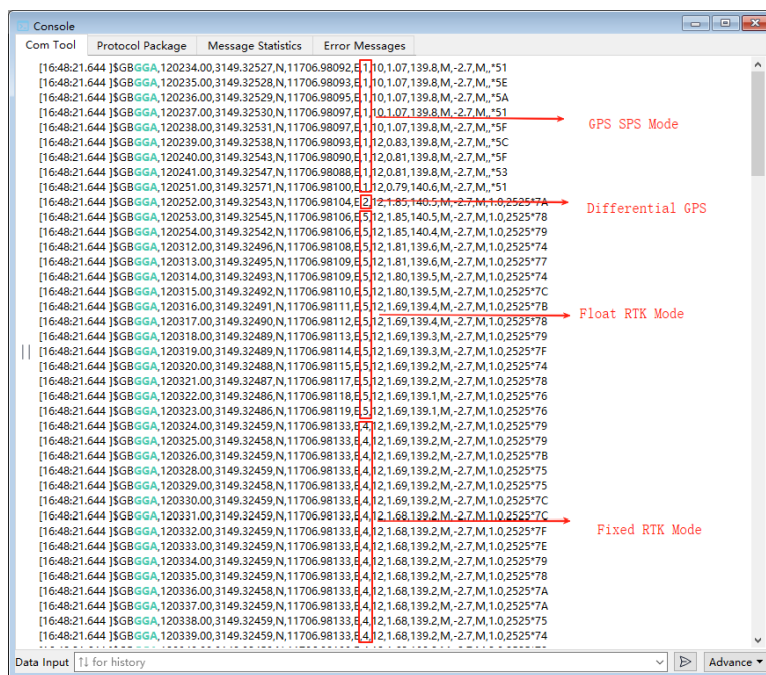 Console
Com Tool Protocol Package Message Statistics Error Messages
[16:48:21.644 ]$GBGGA,120234.00,3149.32527,N,11706.98092,E,1,10,1.07,139.8,M,-2.7,M,,*51
[16:48:21.644 ]$GBGGA,120235.00,3149.32528,N,11706.98093,E,1,10,1.07,139.8,M,-2.7,M,,*5E
[16:48:21.644 ]$GBGGA,120236.00,3149.32529,N,11706.98095,E,1,10,1.07,139.8,M,-2.7,M,,*5A
[16:48:21.644 ]$GBGGA,120237.00,3149.32530,N,11706.98097,E,1,10,1.07,139.8,M,-2.7,M,,*51
GPS SPS Mode
[16:48:21.644 ]$GBGGA,120238.00,3149.32531,N,11706.98097,E,1,10,1.07,139.8,M,-2.7,M,,*5F
[16:48:21.644 ]$GBGGA,120239.00,3149.32538,N,11706.98093,E,1,12,0.83,139.8,M,-2.7,M,,*5C
[16:48:21.644 ]$GBGGA,120240.00,3149.32543,N,11706.98090,E,1,12,0.81,139.8,M,-2.7,M,,*5F
[16:48:21.644 ]$GBGGA,120241.00,3149.32547,N,11706.98088,E,1,12,0.81,139.8,M,-2.7,M,,*53
[16:48:21.644 ]$GBGGA,120251.00,3149.32571,N,11706.98100,E,1,12,0.79,140.6,M,-2.7,M,,*51
[16:48:21.644 ]$GBGGA,120252.00,3149.32543,N,11706.98104,E,2,12,1.85,140.5,M,-2.7,M,1.0,2525*7A
Differential GPS
[16:48:21.644 ]$GBGGA,120253.00,3149.32545,N,11706.98106,E,5,12,1.85,140.5,M,-2.7,M,1.0,2525*78
[16:48:21.644 ]$GBGGA,120254.00,3149.32542,N,11706.98106,E,5,12,1.85,140.4,M,-2.7,M,1.0,2525*79
[16:48:21.644 ]$GBGGA,120312.00,3149.32496,N,11706.98108,E,5,12,1.81,139.6,M,-2.7,M,1.0,2525*74
[16:48:21.644 ]$GBGGA,120313.00,3149.32495,N,11706.98109,E,5,12,1.81,139.6,M,-2.7,M,1.0,2525*77
[16:48:21.644 ]$GBGGA,120314.00,3149.32493,N,11706.98109,E,5,12,1.80,139.5,M,-2.7,M,1.0,2525*74
[16:48:21.644 ]$GBGGA,120315.00,3149.32492,N,11706.98110,E,5,12,1.80,139.5,M,-2.7,M,1.0,2525*7C
[16:48:21.644 ]$GBGGA,120316.00,3149.32491,N,11706.98111,E,5,12,1.69,139.4,M,-2.7,M,1.0,2525*7B
Float RTK Mode
[16:48:21.644 ]$GBGGA,120317.00,3149.32490,N,11706.98112,E,5,12,1.69,139.4,M,-2.7,M,1.0,2525*78
[16:48:21.644 ]$GBGGA,120318.00,3149.32489,N,11706.98113,E,5,12,1.69,139.3,M,-2.7,M,1.0,2525*79
[16:48:21.644 ]$GBGGA,120319.00,3149.32489,N,11706.98114,E,5,12,1.69,139.3,M,-2.7,M,1.0,2525*7F
[16:48:21.644 ]$GBGGA,120320.00,3149.32488,N,11706.98115,E,5,12,1.69,139.2,M,-2.7,M,1.0,2525*74
[16:48:21.644 ]$GBGGA,120321.00,3149.32487,N,11706.98117,E,5,12,1.69,139.2,M,-2.7,M,1.0,2525*78
[16:48:21.644 ]$GBGGA,120322.00,3149.32486,N,11706.98118,E,5,12,1.69,139.1,M,-2.7,M,1.0,2525*76
[16:48:21.644 ]$GBGGA,120323.00,3149.32486,N,11706.98119,E,5,12,1.69,139.1,M,-2.7,M,1.0,2525*76
[16:48:21.644 ]$GBGGA,120324.00,3149.32459,N,11706.98133,E,4,12,1.69,139.2,M,-2.7,M,1.0,2525*79
[16:48:21.644 ]$GBGGA,120325.00,3149.32458,N,11706.98133,E,4,12,1.69,139.2,M,-2.7,M,1.0,2525*79
[16:48:21.644 ]$GBGGA,120326.00,3149.32459,N,11706.98133,E,4,12,1.69,139.2,M,-2.7,M,1.0,2525*7B
[16:48:21.644 ]$GBGGA,120328.00,3149.32459,N,11706.98133,E,4,12,1.69,139.2,M,-2.7,M,1.0,2525*75
[16:48:21.644 ]$GBGGA,120329.00,3149.32458,N,11706.98133,E,4,12,1.69,139.2,M,-2.7,M,1.0,2525*75
[16:48:21.644 ]$GBGGA,120330.00,3149.32459,N,11706.98133,E,4,12,1.69,139.2,M,-2.7,M,1.0,2525*7C
[16:48:21.644 ]$GBGGA,120331.00,3149.32459,N,11706.98133,E,4,12,1.68,139.2,M,-2.7,M,1.0,2525*7C
Fixed RTK Mode
[16:48:21.644 ]$GBGGA,120332.00,3149.32459,N,11706.98133,E,4,12,1.68,139.2,M,-2.7,M,1.0,2525*7F
[16:48:21.644 ]$GBGGA,120333.00,3149.32459,N,11706.98133,E,4,12,1.68,139.2,M,-2.7,M,1.0,2525*7E
[16:48:21.644 ]$GBGGA,120334.00,3149.32459,N,11706.98133,E,4,12,1.68,139.2,M,-2.7,M,1.0,2525*79
[16:48:21.644 ]$GBGGA,120335.00,3149.32459,N,11706.98133,E,4,12,1.68,139.2,M,-2.7,M,1.0,2525*78
[16:48:21.644 ]$GBGGA,120336.00,3149.32458,N,11706.98133,E,4,12,1.68,139.2,M,-2.7,M,1.0,2525*7A
[16:48:21.644 ]$GBGGA,120337.00,3149.32459,N,11706.98133,E,4,12,1.68,139.2,M,-2.7,M,1.0,2525*7A
[16:48:21.644 ]$GBGGA,120338.00,3149.32459,N,11706.98133,E,4,12,1.68,139.2,M,-2.7,M,1.0,2525*75
[16:48:21.644 ]$GBGGA,120339.00,3149.32459,N,11706.98133,E,4,12,1.68,139.2,M,-2.7,M,1.0,2525*74
Data Input ↑↓ for history Advance